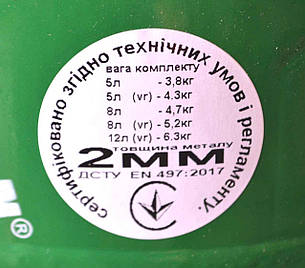 сертифіковано згідно технічних умов і регламенту.
вага комплекту
5л - 3,8кг
5л (vr) - 4.3кг
8л - 4,7кг
8л (vr) - 5,2кг
12л (vr) - 6.3кг
товщина металу
2мм
ДСТУ EN 497:2017
®